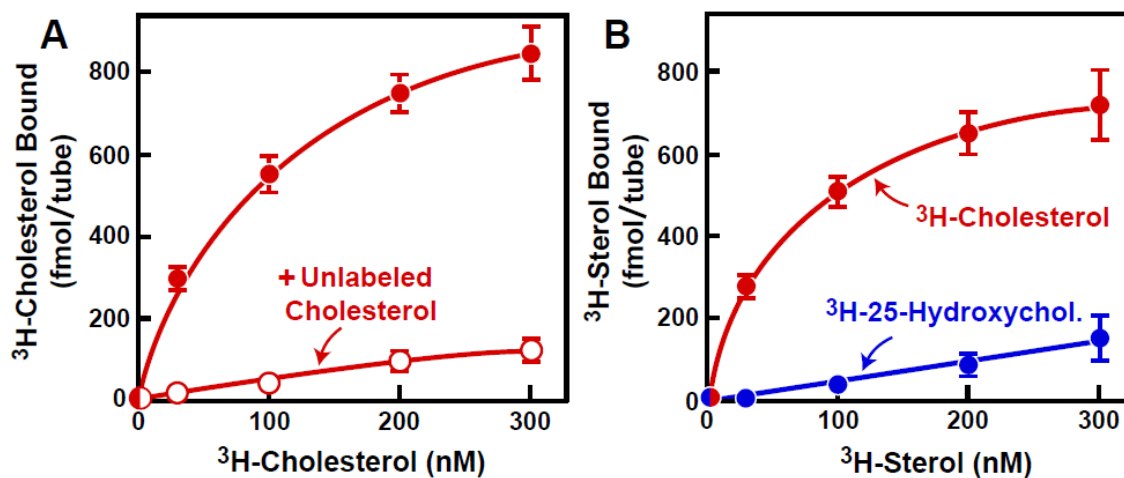 A
³H-Cholesterol Bound
(fmol/tube)
800
600
400
200
0
+ Unlabeled
Cholesterol
0 100 200 300
³H-Cholesterol (nM)
B
³H-Sterol Bound
(fmol/tube)
800
600
400
200
0
³H-Cholesterol
³H-25-Hydroxychol.
0 100 200 300
³H-Sterol (nM)